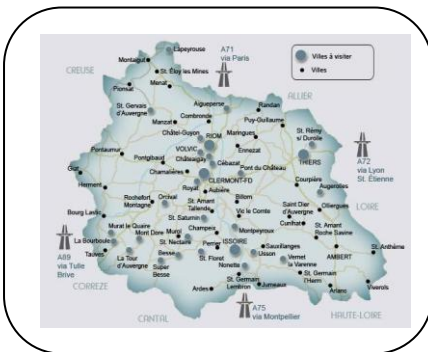 Lapeyrouse
A71
via Paris
Villes à visiter
Villes
Montaigut
CREUSE
St. Éloy les Mines
Pionsat
Menat
ALLIER
St. Gervais
d'Auvergne
Aigueperse
Randan
Combronde
Manzat
Puy-Guillaume
Châtel-Guyon
RIOM
Maringues
St. Rémy
s/ Durolle
VOLVIC
Ennezat
A72
via Lyon
St. Étienne
Pontaumur
Pontgibaud
Châteaugay
Cébazat
THIERS
Pont du Château
Chamalières
CLERMONT-FD
Courpière
Herment
Royat
Aubière
Augerolles
Rochefort
Montagne
Orcival
St. Amant
Tallende
Billom
Olliergues
LOIRE
Bourg Lastic
St. Saturnin
Vic le Comte
Saint Dier
d'Auvergne
Cunlhat
Murat le Quaire
Mont Dore
Murol
Champeix
Montpeyroux
St. Amant
Roche Savine
La Bourboule
St. Nectaire
Perrier
ISSOIRE
Sauxillanges
St. Anthème
A89
via Tulle
Brive
Tauves
Besse
Usson
Vernet
la Varenne
AMBERT
La Tour
d'Auvergne
Super
Besse
St. Floret
Nonette
St. Germain
l'Herm
CORREZE
Ardes
St. Germain
Lembron
Jumeaux
Arlanc
Viverols
CANTAL
A75
via Montpellier
HAUTE-LOIRE